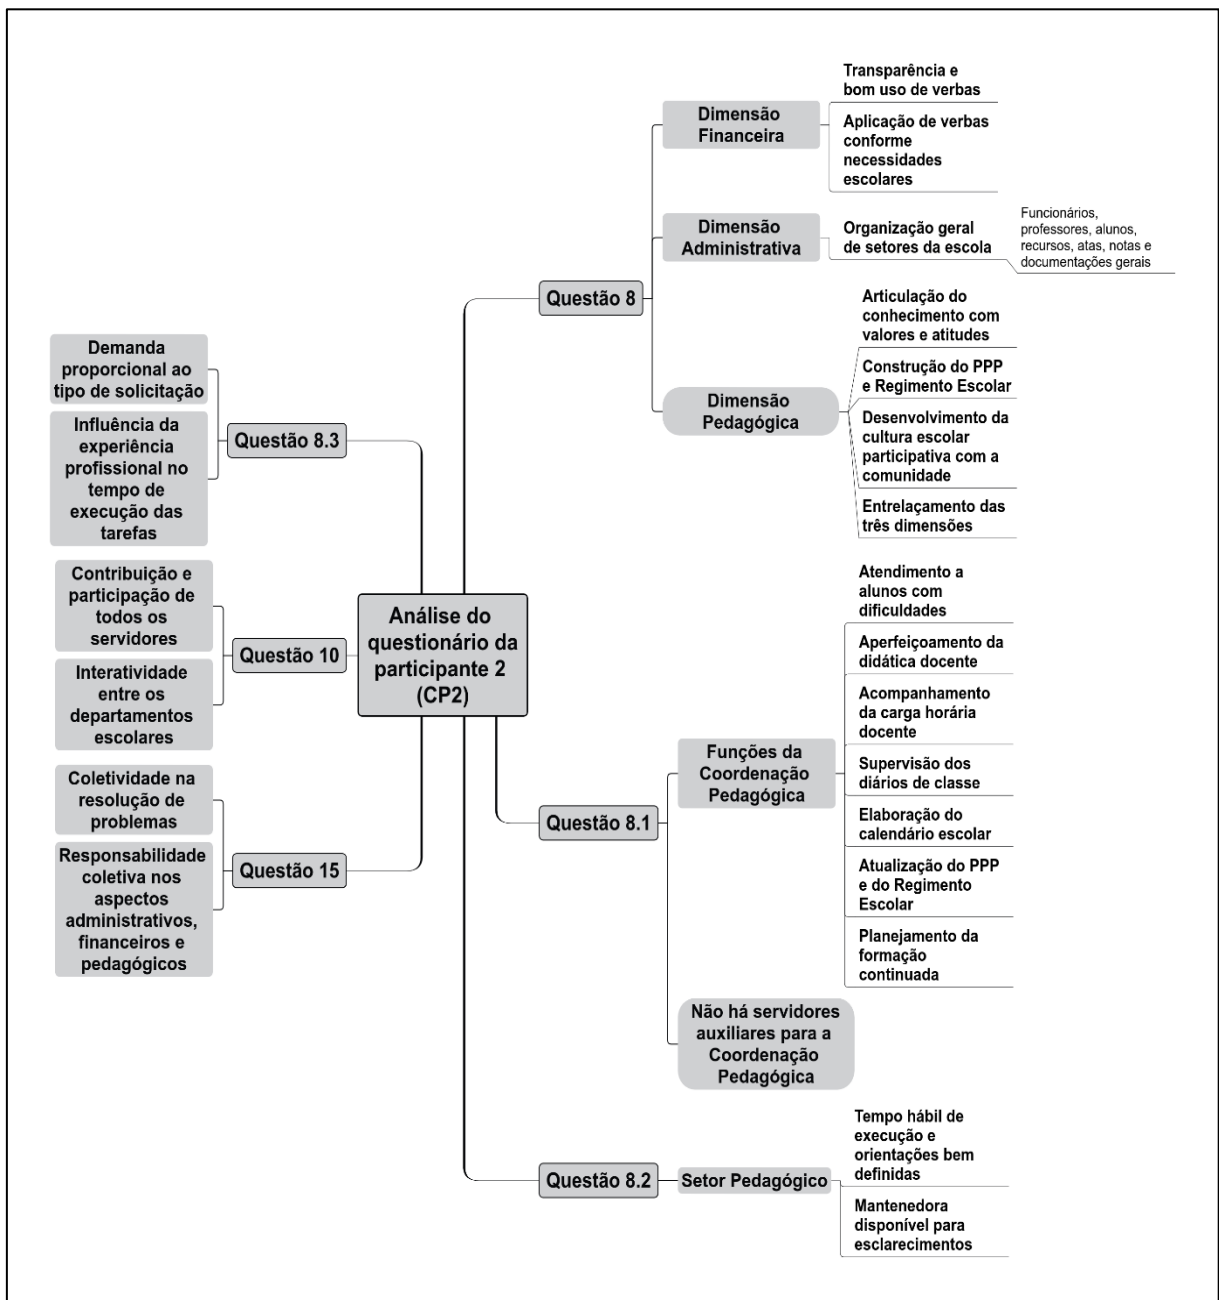 Transparência e
bom uso de verbas
Dimensão
Financeira
Aplicação de verbas
conforme
necessidades
escolares
Dimensão
Administrativa
Organização geral
de setores da escola
Funcionários,
professores, alunos,
recursos, atas, notas e
documentações gerais
Questão 8
Articulação do
conhecimento com
valores e atitudes
Construção do PPP
e Regimento Escolar
Dimensão
Pedagógica
Desenvolvimento da
cultura escolar
participativa com a
comunidade
Entrelaçamento das
três dimensões
Demanda
proporcional ao
tipo de solicitação
Influência da
experiência
profissional no
tempo de
execução das
tarefas
Questão 8.3
Contribuição e
participação de
todos os
servidores
Interatividade
entre os
departamentos
escolares
Questão 10
Análise do
questionário da
participante 2
(CP2)
Coletividade na
resolução de
problemas
Responsabilidade
coletiva nos
aspectos
administrativos,
financeiros e
pedagógicos
Questão 15
Questão 8.1
Funções da
Coordenação
Pedagógica
Atendimento a
alunos com
dificuldades
Aperfeiçoamento da
didática docente
Acompanhamento
da carga horária
docente
Supervisão dos
diários de classe
Elaboração do
calendário escolar
Atualização do PPP
e do Regimento
Escolar
Planejamento da
formação
continuada
Não há servidores
auxiliares para a
Coordenação
Pedagógica
Questão 8.2
Setor Pedagógico
Tempo hábil de
execução e
orientações bem
definidas
Mantenedora
disponível para
esclarecimentos